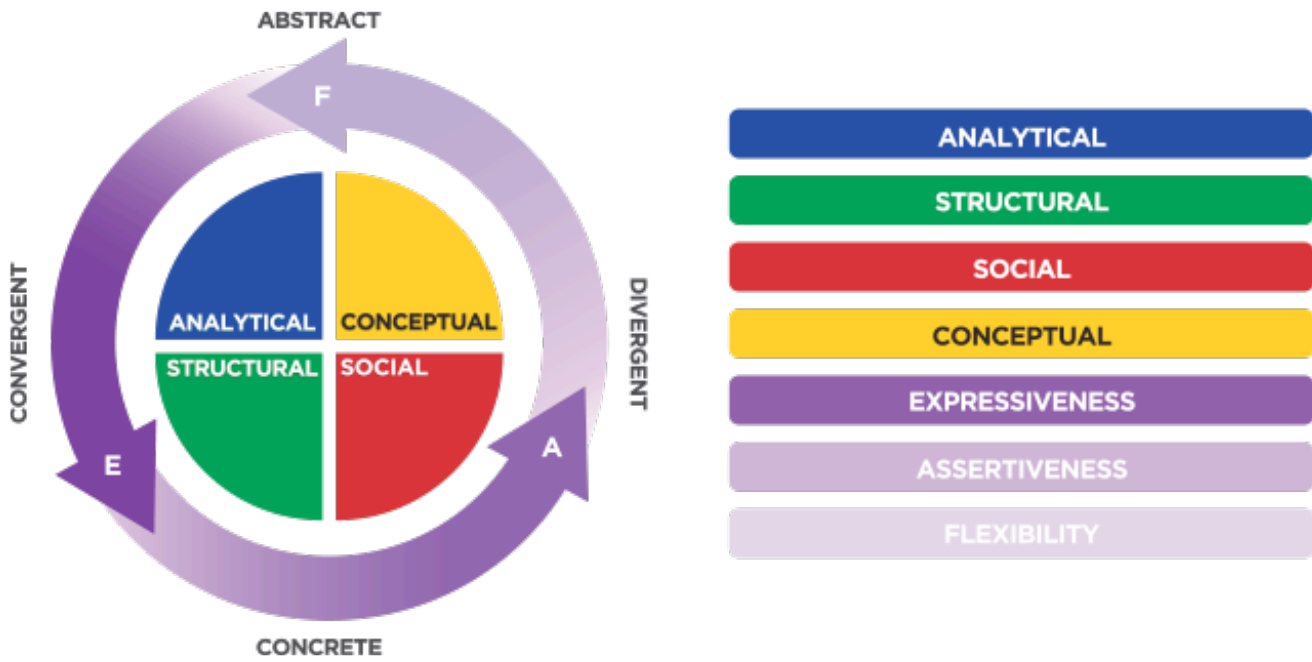 ABSTRACT
F
CONVERGENT
DIVERGENT
ANALYTICAL
CONCEPTUAL
STRUCTURAL
SOCIAL
E
A
CONCRETE
ANALYTICAL
STRUCTURAL
SOCIAL
CONCEPTUAL
EXPRESSIVENESS
ASSERTIVENESS
FLEXIBILITY